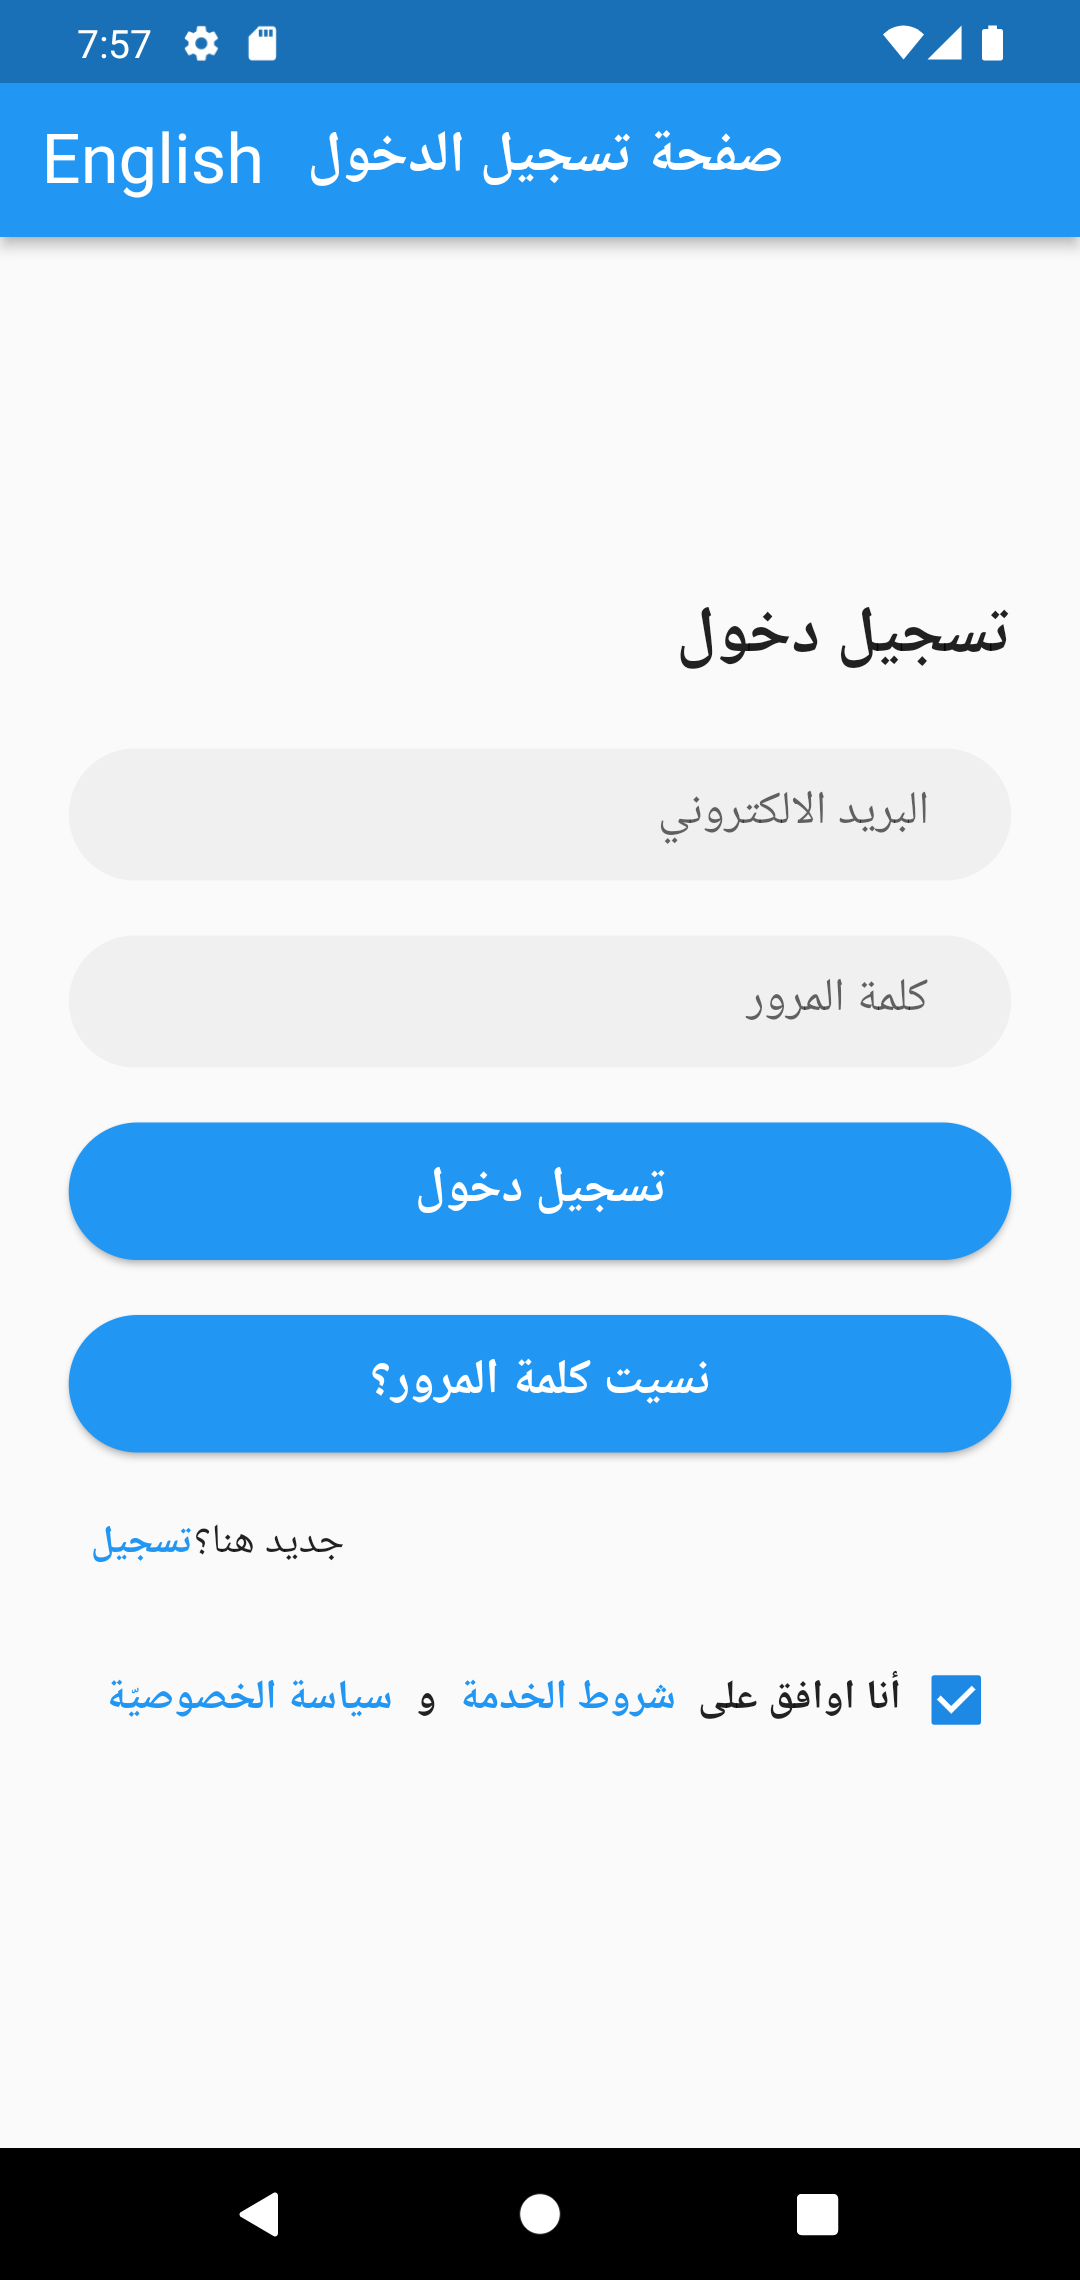 7:57
English صفحة تسجيل الدخول
تسجيل دخول
البريد الالكتروني
كلمة المرور
تسجيل دخول
نسيت كلمة المرور؟
جديد هنا؟تسجيل
أنا اوافق على شروط الخدمة و سياسة الخصوصيّة